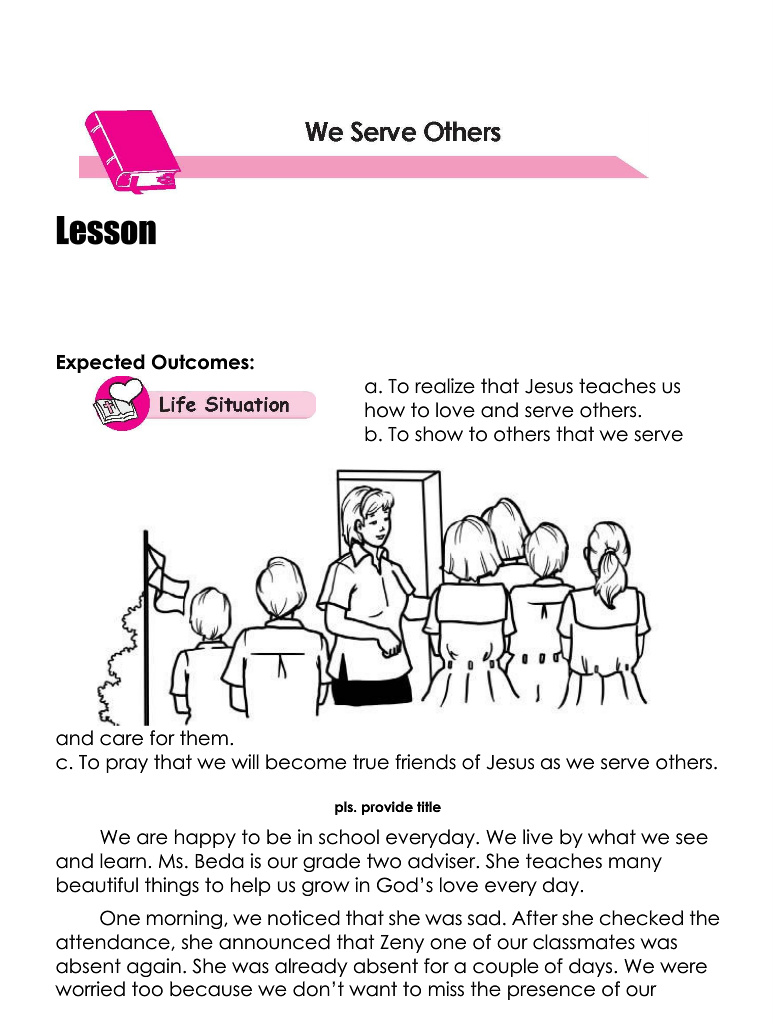 We Serve Others
Lesson
Expected Outcomes:
Life Situation
a. To realize that Jesus teaches us
how to love and serve others.
b. To show to others that we serve
and care for them.
c. To pray that we will become true friends of Jesus as we serve others.
pls. provide title
We are happy to be in school everyday. We live by what we see
and learn. Ms. Beda is our grade two adviser. She teaches many
beautiful things to help us grow in God’s love every day.
One morning, we noticed that she was sad. After she checked the
attendance, she announced that Zeny one of our classmates was
absent again. She was already absent for a couple of days. We were
worried too because we don’t want to miss the presence of our